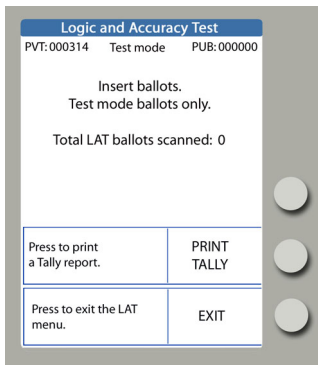 Logic and Accuracy Test
PVT: 000314 Test mode PUB: 000000
Insert ballots.
Test mode ballots only.
Total LAT ballots scanned: 0
Press to print
a Tally report.
PRINT
TALLY
Press to exit the LAT
menu.
EXIT